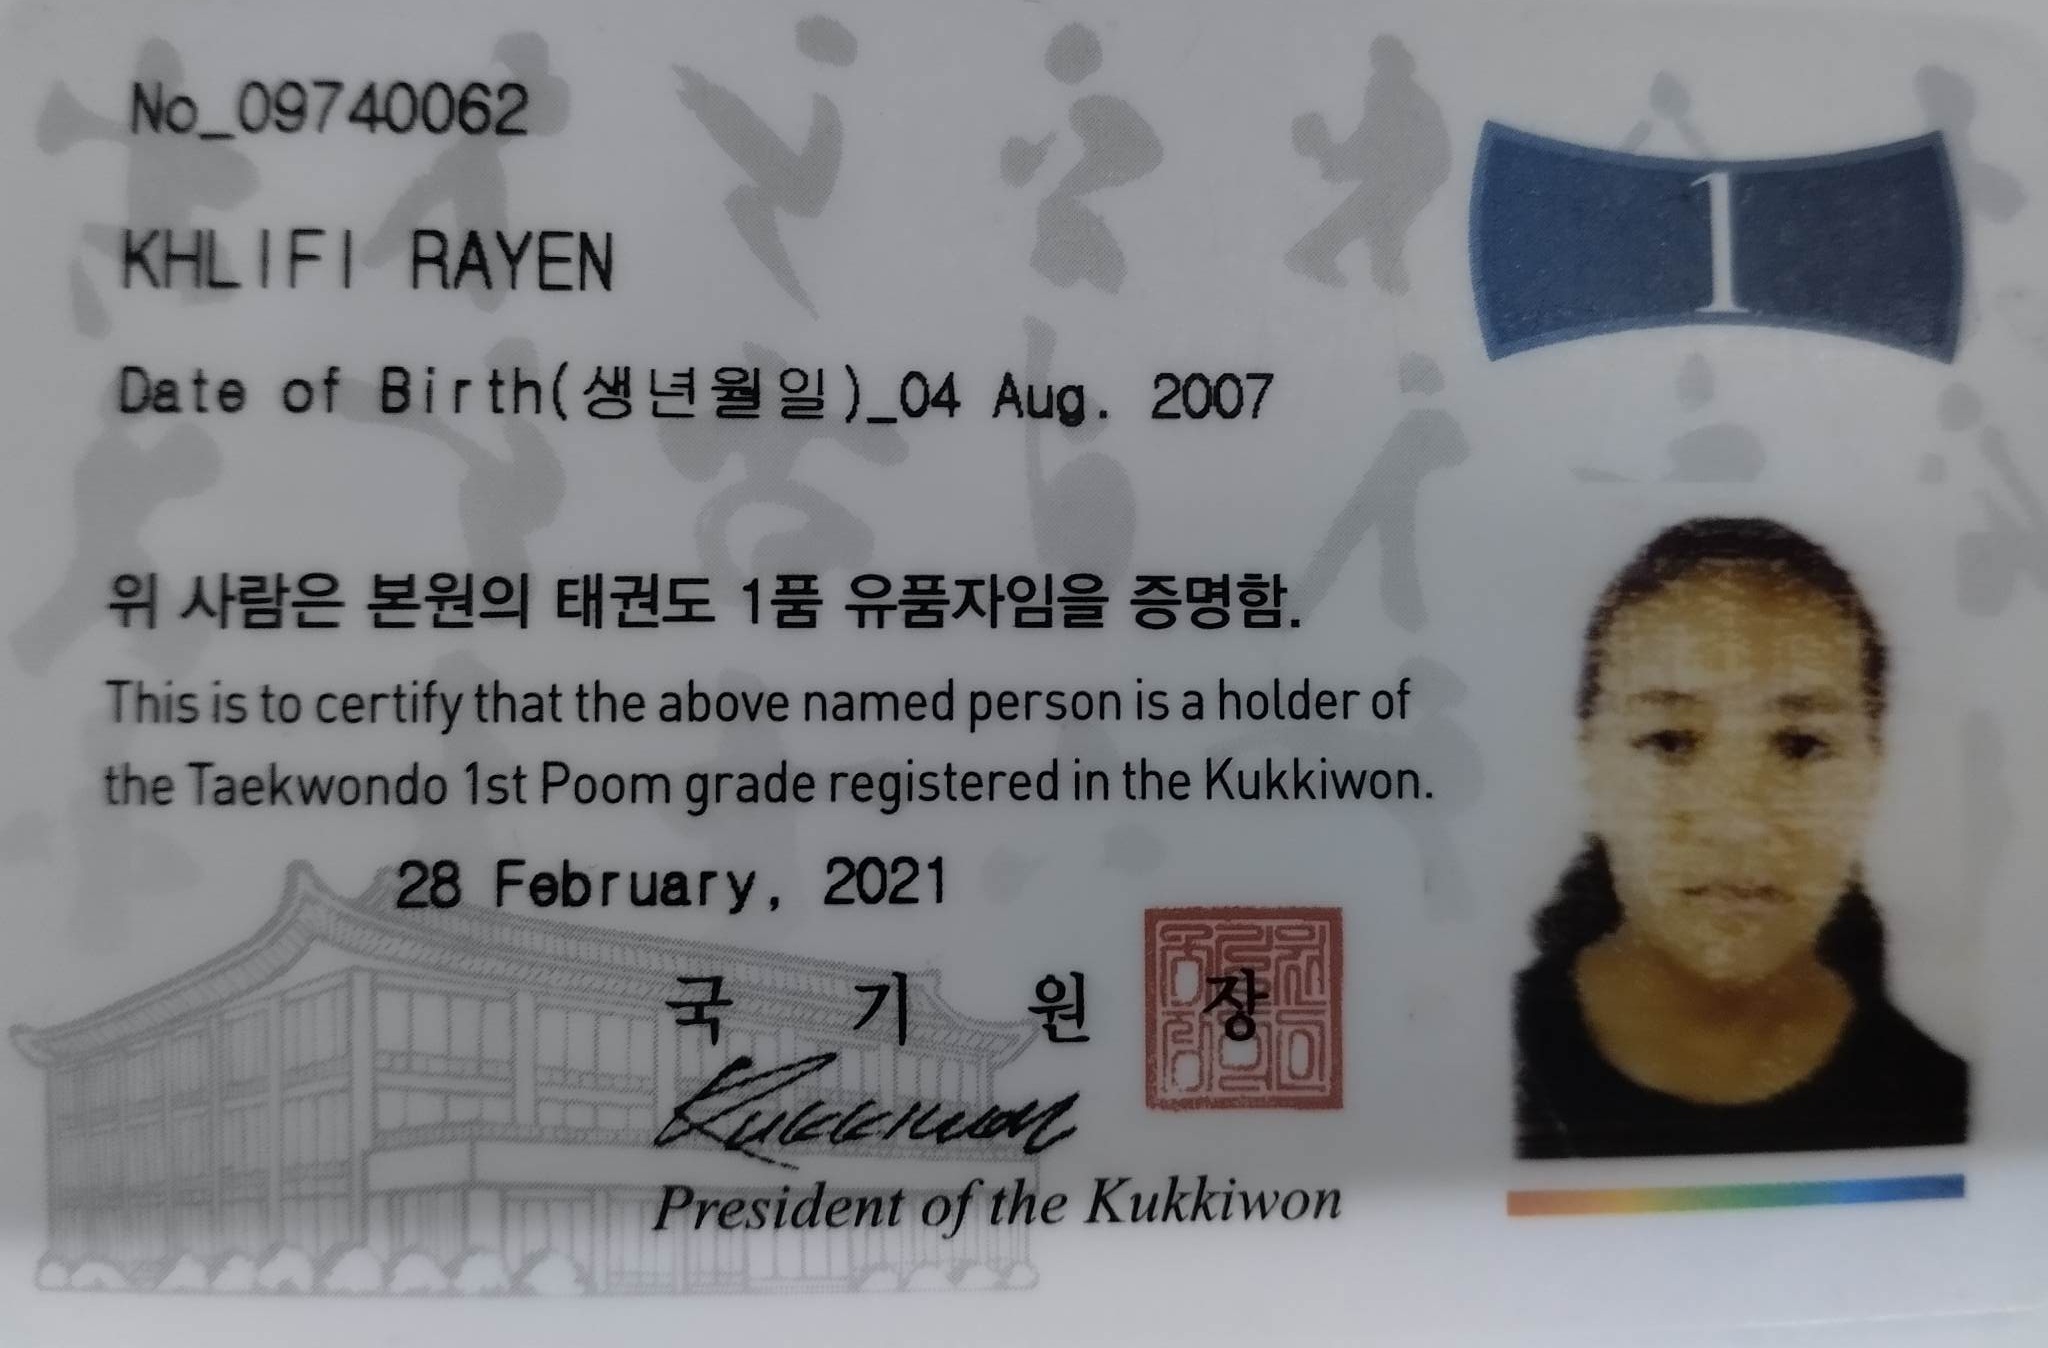 No_09740062
1
KHLIFI RAYEN
Date of Birth(생년월일)_04 Aug. 2007
위 사람은 본원의 태권도 1품 유품자임을 증명함.
This is to certify that the above named person is a holder of
the Taekwondo 1st Poom grade registered in the Kukkiwon.
28 February, 2021
국 기 원 장
Kukkiwon
President of the Kukkiwon